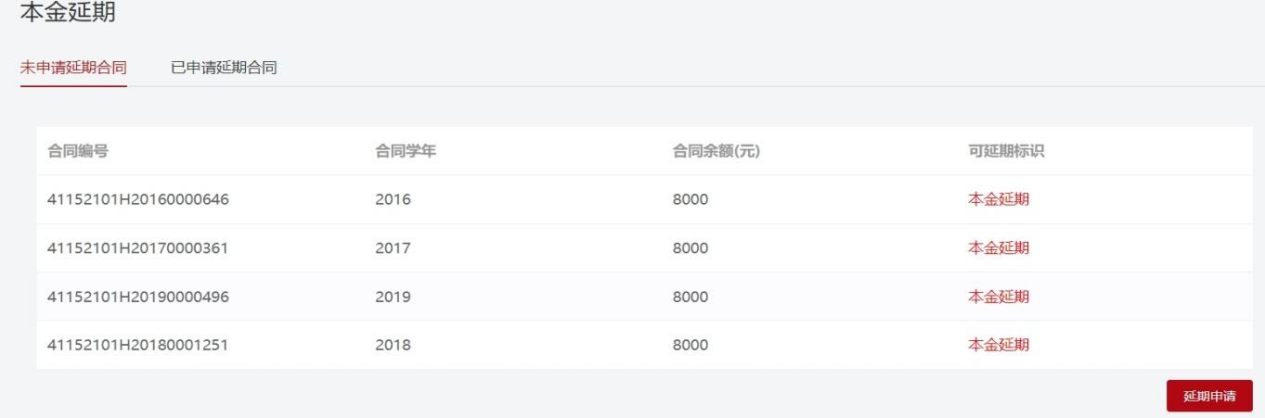 本金延期
未申请延期合同 已申请延期合同
合同编号 合同学年 合同余额(元) 可延期标识
41152101H20160000646 2016 8000 本金延期
41152101H20170000361 2017 8000 本金延期
41152101H20190000496 2019 8000 本金延期
41152101H20180001251 2018 8000 本金延期
延期申请